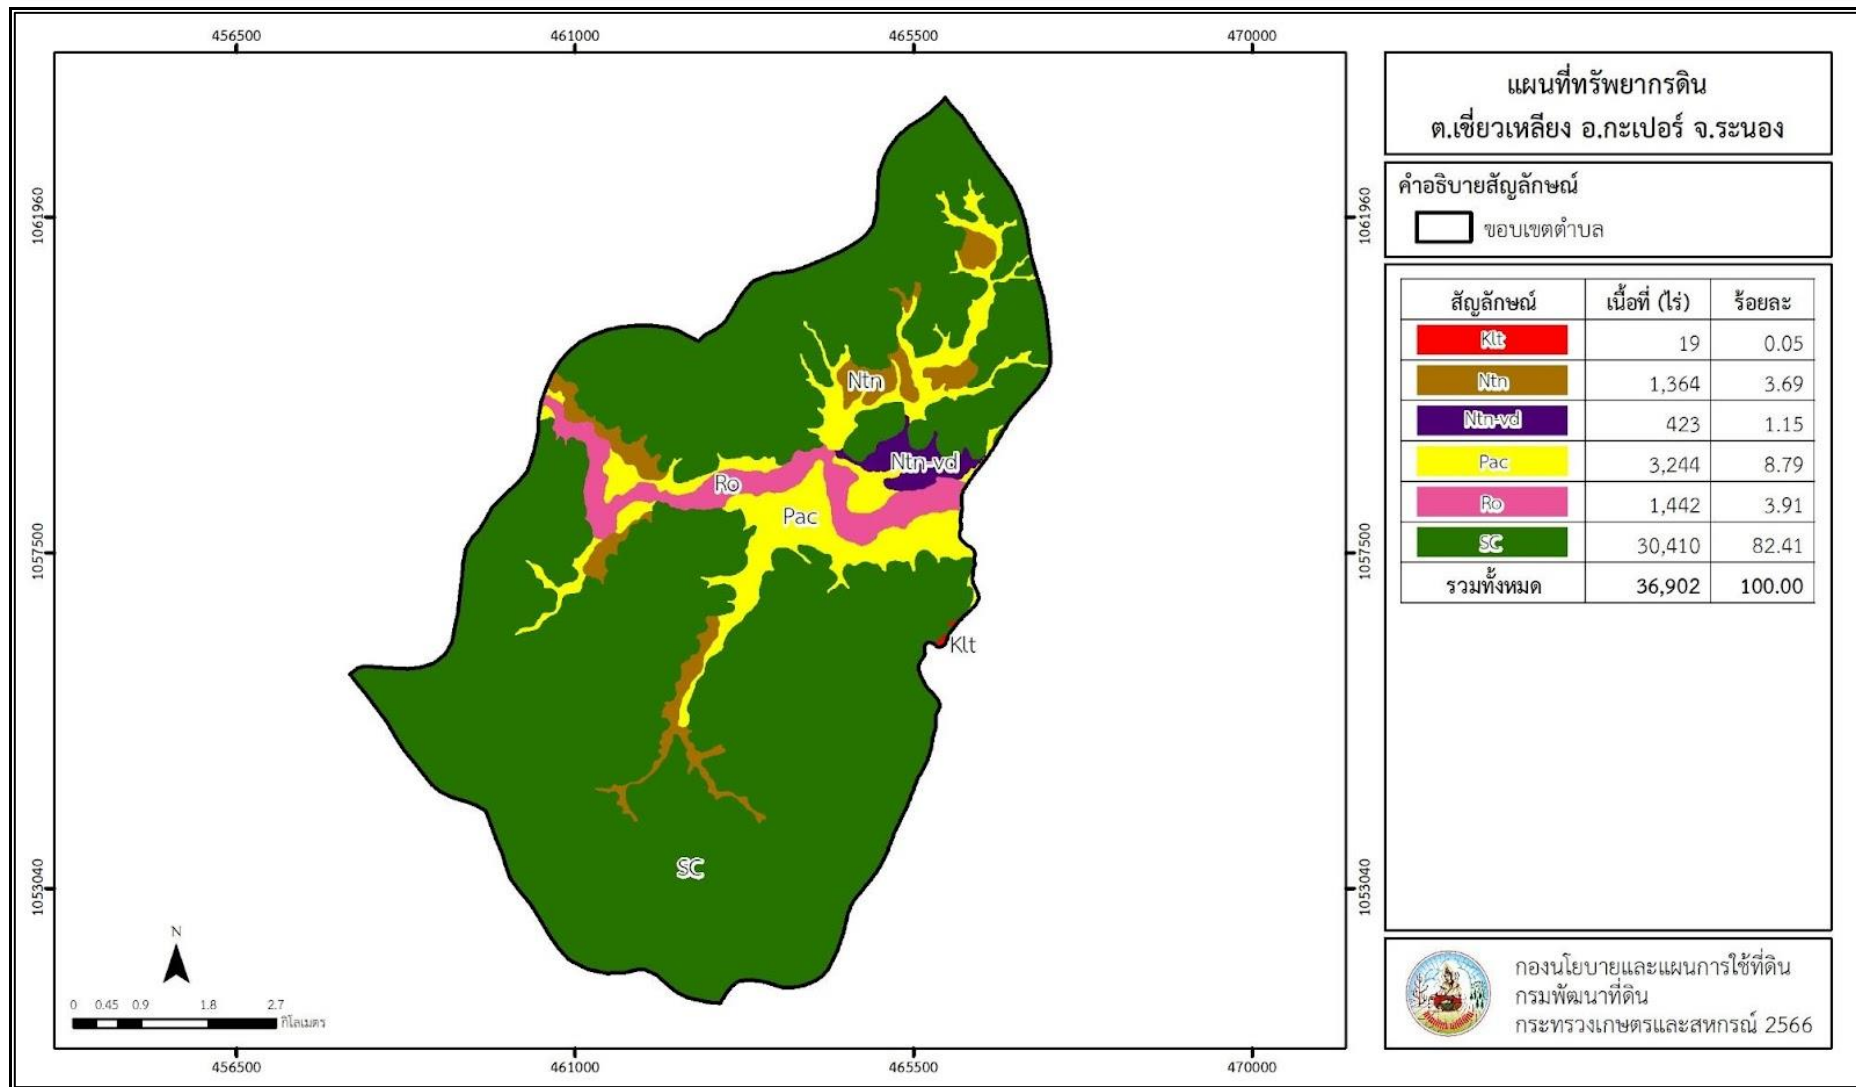 456500 461000 465500 470000
1061960 1061960
1057500 1057500
1053040 1053040
Ntn
Ntn-vd
Ro
Pac
Klt
SC
N
0 0.45 0.9 1.8 2.7
กิโลเมตร
456500 461000 465500 470000
แผนที่ทรัพยากรดิน
ต.เชี่ยวเหลียง อ.กะเปอร์ จ.ระนอง
คำอธิบายสัญลักษณ์
ขอบเขตตำบล
สัญลักษณ์ เนื้อที่ (ไร่) ร้อยละ
Klt 19 0.05
Ntn 1,364 3.69
Ntn-vd 423 1.15
Pac 3,244 8.79
Ro 1,442 3.91
SC 30,410 82.41
รวมทั้งหมด 36,902 100.00
กองนโยบายและแผนการใช้ที่ดิน
กรมพัฒนาที่ดิน
กระทรวงเกษตรและสหกรณ์ 2566